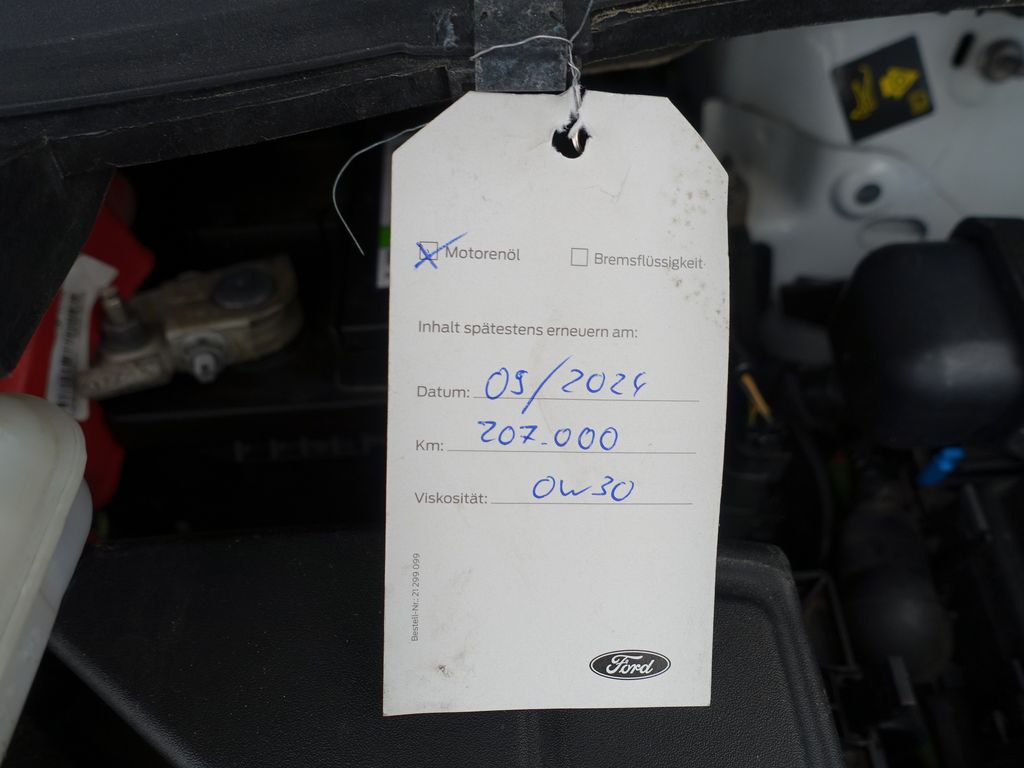 ☒ Motorenöl ☐ Bremsflüssigkeit
Inhalt spätestens erneuern am:
Datum: 09/2024
Km: 207.000
Viskosität: 0W30
Bestell-Nr.: 21 299 099
Ford